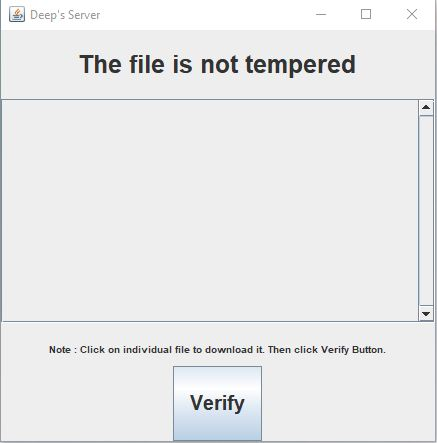 Deep's Server
The file is not tempered
Note : Click on individual file to download it. Then click Verify Button.
Verify